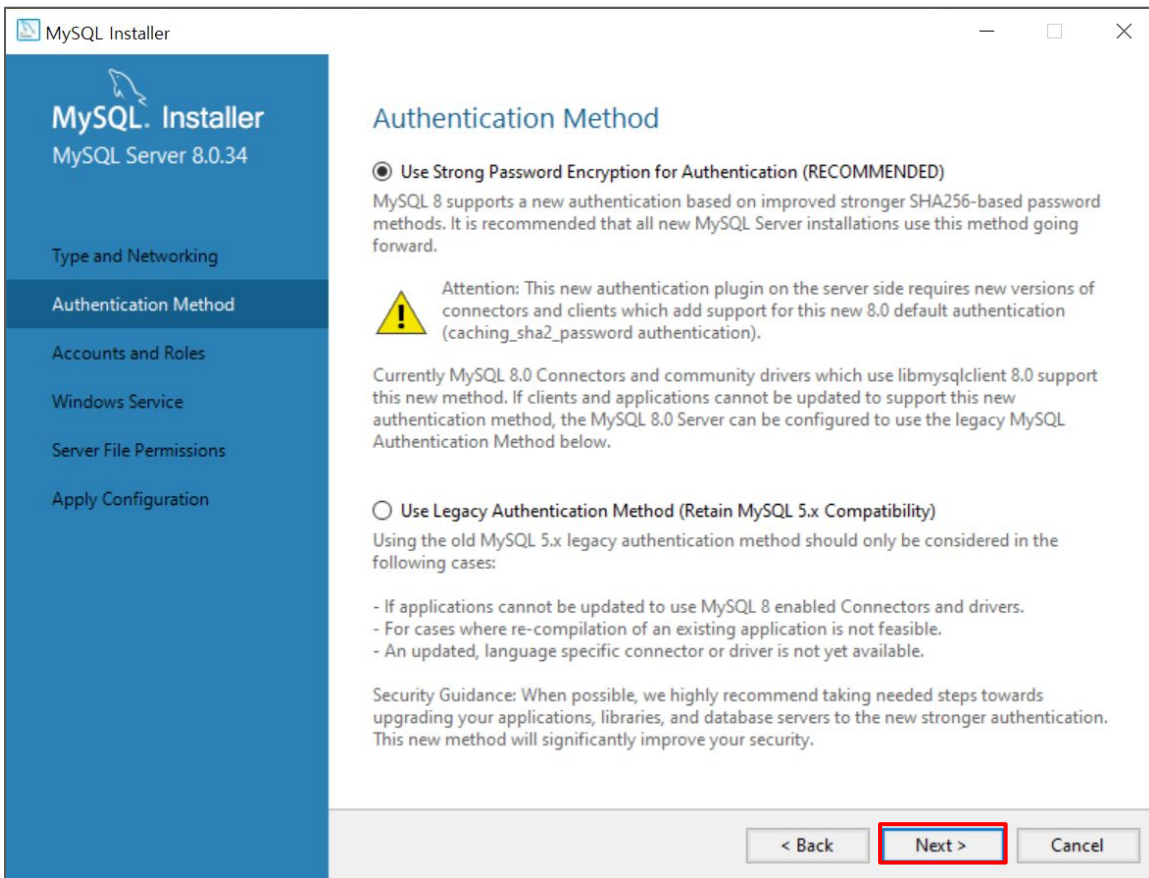 MySQL Installer
MySQL. Installer
MySQL Server 8.0.34
Type and Networking
Authentication Method
Accounts and Roles
Windows Service
Server File Permissions
Apply Configuration
Authentication Method
Use Strong Password Encryption for Authentication (RECOMMENDED)
MySQL 8 supports a new authentication based on improved stronger SHA256-based password
methods. It is recommended that all new MySQL Server installations use this method going
forward.
Attention: This new authentication plugin on the server side requires new versions of
connectors and clients which add support for this new 8.0 default authentication
(caching_sha2_password authentication).
Currently MySQL 8.0 Connectors and community drivers which use libmysqlclient 8.0 support
this new method. If clients and applications cannot be updated to support this new
authentication method, the MySQL 8.0 Server can be configured to use the legacy MySQL
Authentication Method below.
Use Legacy Authentication Method (Retain MySQL 5.x Compatibility)
Using the old MySQL 5.x legacy authentication method should only be considered in the
following cases:
- If applications cannot be updated to use MySQL 8 enabled Connectors and drivers.
- For cases where re-compilation of an existing application is not feasible.
- An updated, language specific connector or driver is not yet available.
Security Guidance: When possible, we highly recommend taking needed steps towards
upgrading your applications, libraries, and database servers to the new stronger authentication.
This new method will significantly improve your security.
< Back
Next >
Cancel